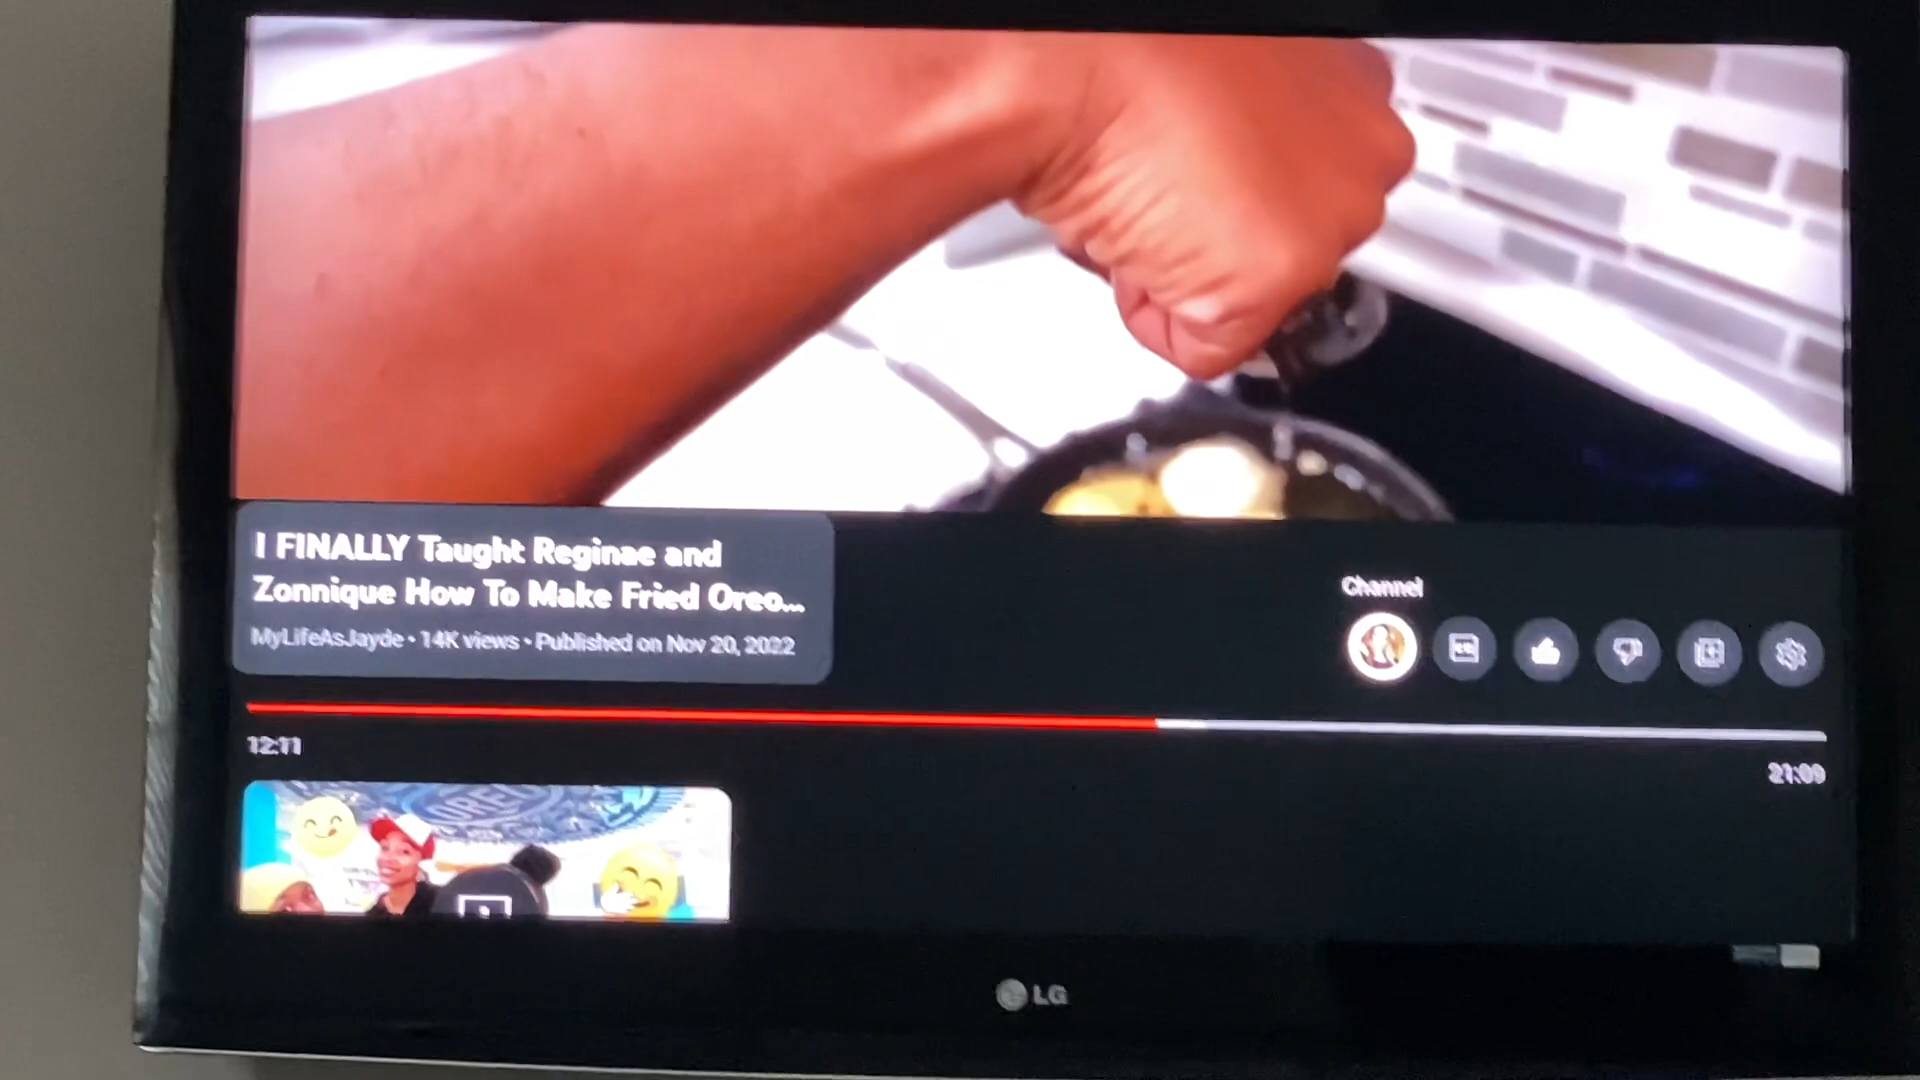 I FINALLY Taught Reginae and
Zonnique How To Make Fried Oreo...
MyLifeAsJayde • 14K views • Published on Nov 20, 2022
Channel
12:11
21:09
OREO
LG